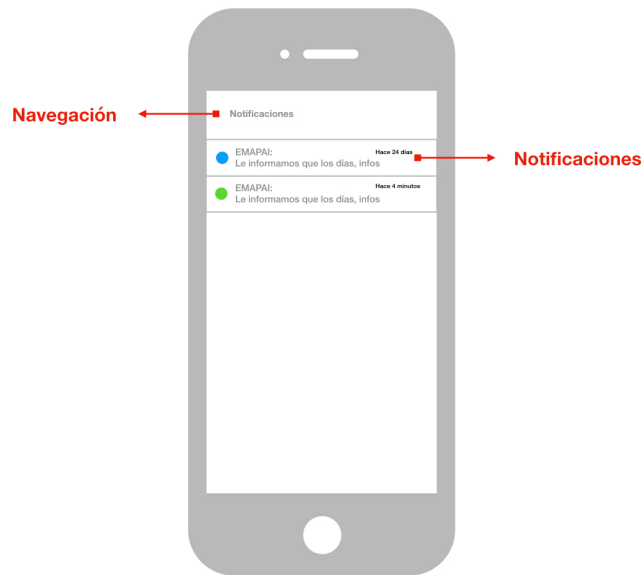 Navegación
Notificaciones
EMAPAI:
Hace 24 días
Le informamos que los días, infos
Notificaciones
EMAPAI:
Hace 4 minutos
Le informamos que los días, infos